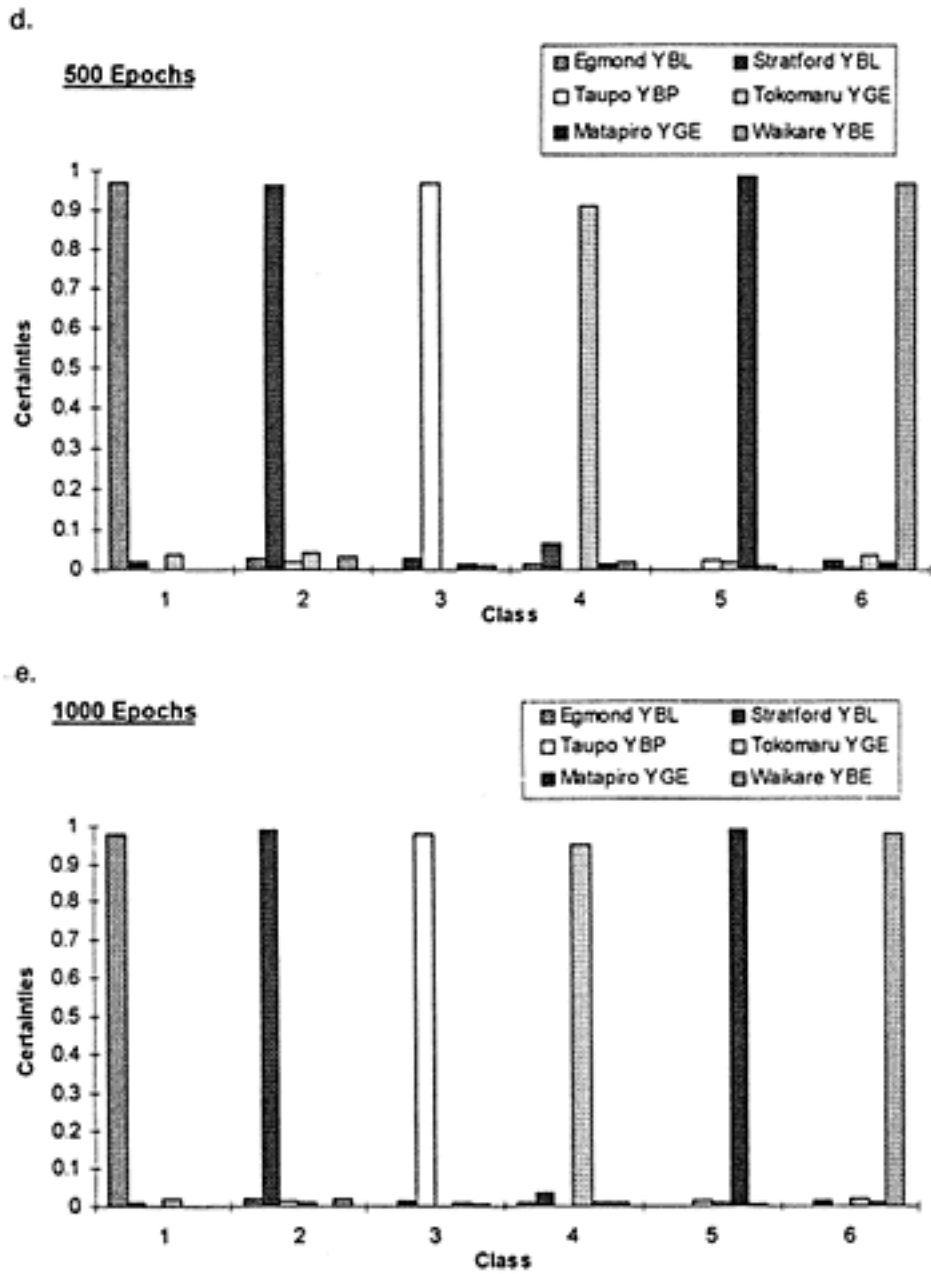 d.
500 Epochs
Egmond YBL Stratford YBL
Taupo YBP Tokomaru YGE
Matapiro YGE Waikare YBE
1
0.9
0.8
0.7
0.6
0.5
0.4
0.3
0.2
0.1
0
Certainties
1 2 3 4 5 6
Class
e.
1000 Epochs
Egmond YBL Stratford YBL
Taupo YBP Tokomaru YGE
Matapiro YGE Waikare YBE
1
0.9
0.8
0.7
0.6
0.5
0.4
0.3
0.2
0.1
0
Certainties
1 2 3 4 5 6
Class